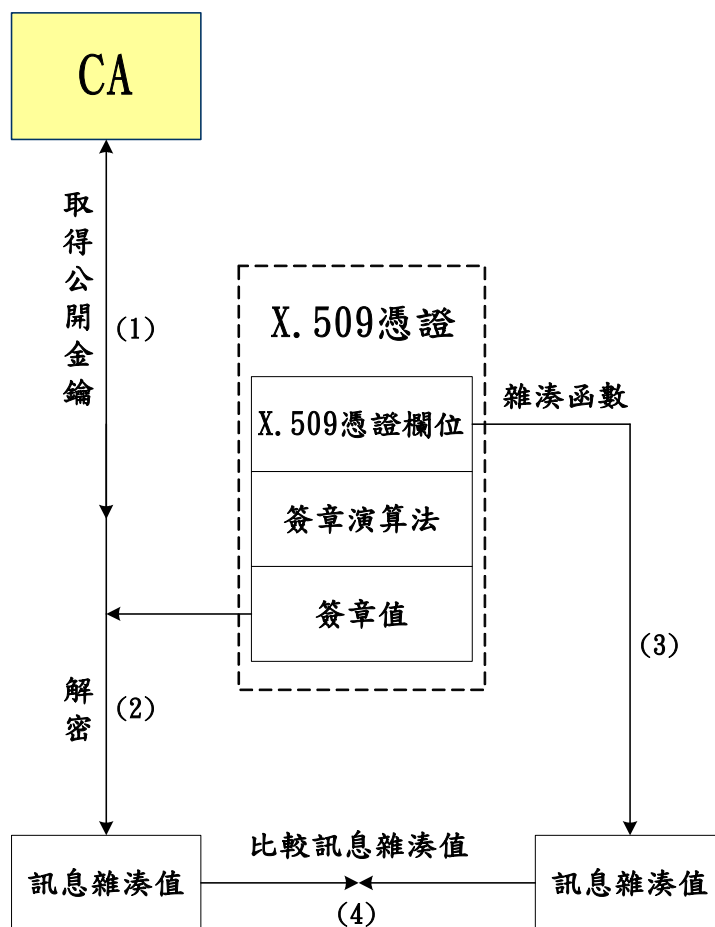 CA
取得公開金鑰
(1)
X.509憑證
X.509憑證欄位
雜湊函數
簽章演算法
簽章值
(3)
解密
(2)
訊息雜湊值
比較訊息雜湊值
(4)
訊息雜湊值